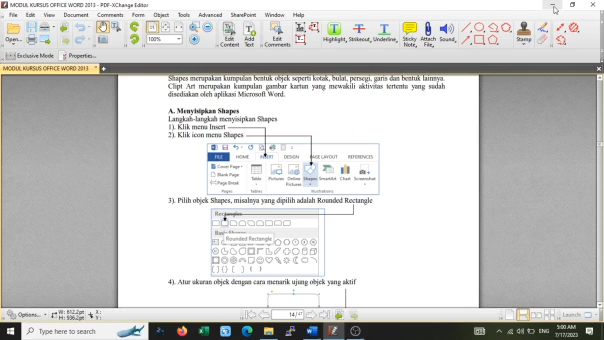 MODUL KURSUS OFFICE WORD 2013 - PDF-XChange Editor
File Edit View Document Comments Form Tools Advanced SharePoint Window Help
Open... 100% Edit Content Add Text Edit Comments Highlight Strikeout Underline Sticky Note Attach File Sound Stamp
Exclusive Mode Properties...
MODUL KURSUS OFFICE WORD 2013
Shapes merupakan kumpulan bentuk objek seperti kotak, bulat, persegi, garis dan bentuk lainnya.
Clipt Art merupakan kumpulan gambar kartun yang mewakili aktivitas tertentu yang sudah
disediakan oleh aplikasi Microsoft Word.
A. Menyisipkan Shapes
Langkah-langkah menyisipkan Shapes
1). Klik menu Insert
2). Klik icon menu Shapes
FILE HOME INSERT DESIGN PAGE LAYOUT REFERENCES
Cover Page
Blank Page
Page Break
Table Pictures Online Pictures Shapes SmartArt Chart Screenshot
Pages Tables Illustrations
3). Pilih objek Shapes, misalnya yang dipilih adalah Rounded Rectangle
Rectangles
Rounded Rectangle
4). Atur ukuran objek dengan cara menarik ujung objek yang aktif
Options... W: 612.2pt H: 936.2pt X: Y: 14/47 Launch
Type here to search
ENG
5:00 AM
7/17/2023